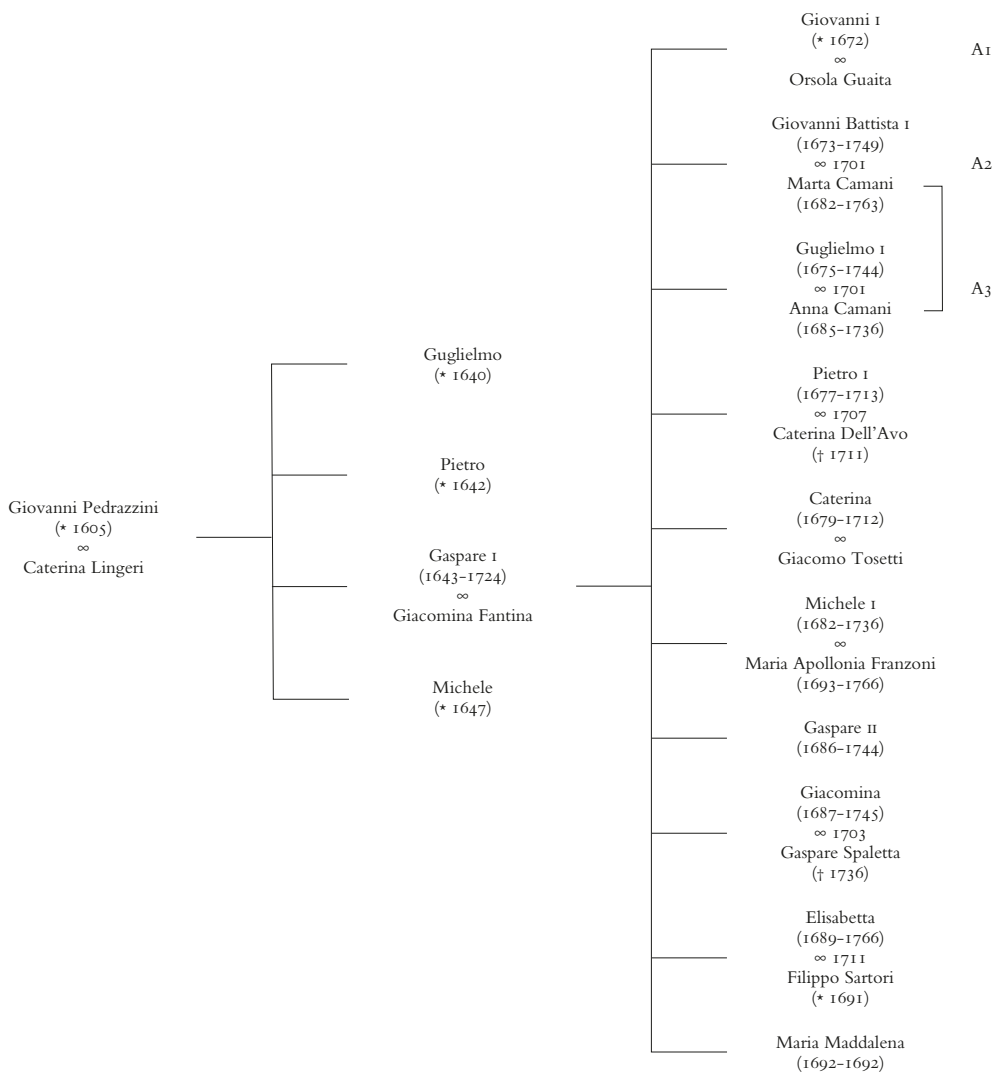 Giovanni Pedrazzini
(* 1605)
∞
Caterina Lingeri
Guglielmo
(* 1640)
Pietro
(* 1642)
Gaspare I
(1643-1724)
∞
Giacomina Fantina
Michele
(* 1647)
Giovanni I
(* 1672)
∞
Orsola Guaita
A1
Giovanni Battista I
(1673-1749)
∞ 1701
Marta Camani
(1682-1763)
A2
Guglielmo I
(1675-1744)
∞ 1701
Anna Camani
(1685-1736)
A3
Pietro I
(1677-1713)
∞ 1707
Caterina Dell'Avo
(† 1711)
Caterina
(1679-1712)
∞
Giacomo Tosetti
Michele I
(1682-1736)
∞
Maria Apollonia Franzoni
(1693-1766)
Gaspare II
(1686-1744)
Giacomina
(1687-1745)
∞ 1703
Gaspare Spaletta
(† 1736)
Elisabetta
(1689-1766)
∞ 1711
Filippo Sartori
(* 1691)
Maria Maddalena
(1692-1692)